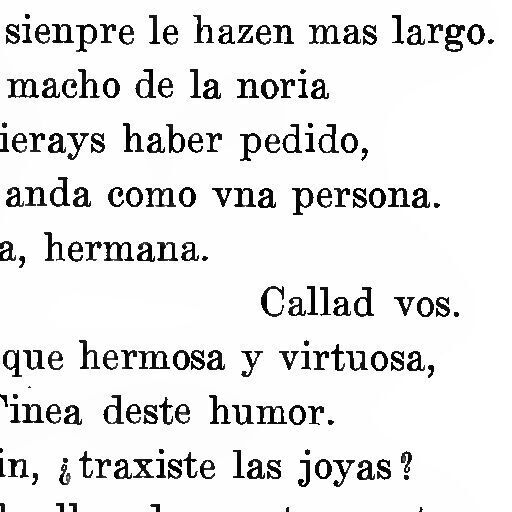 sienpre le hazen mas largo.
macho de la noria
ierays haber pedido,
anda como vna persona.
a, hermana.
Callad vos.
que hermosa y virtuosa,
inea deste humor.
in, ¿traxiste las joyas?